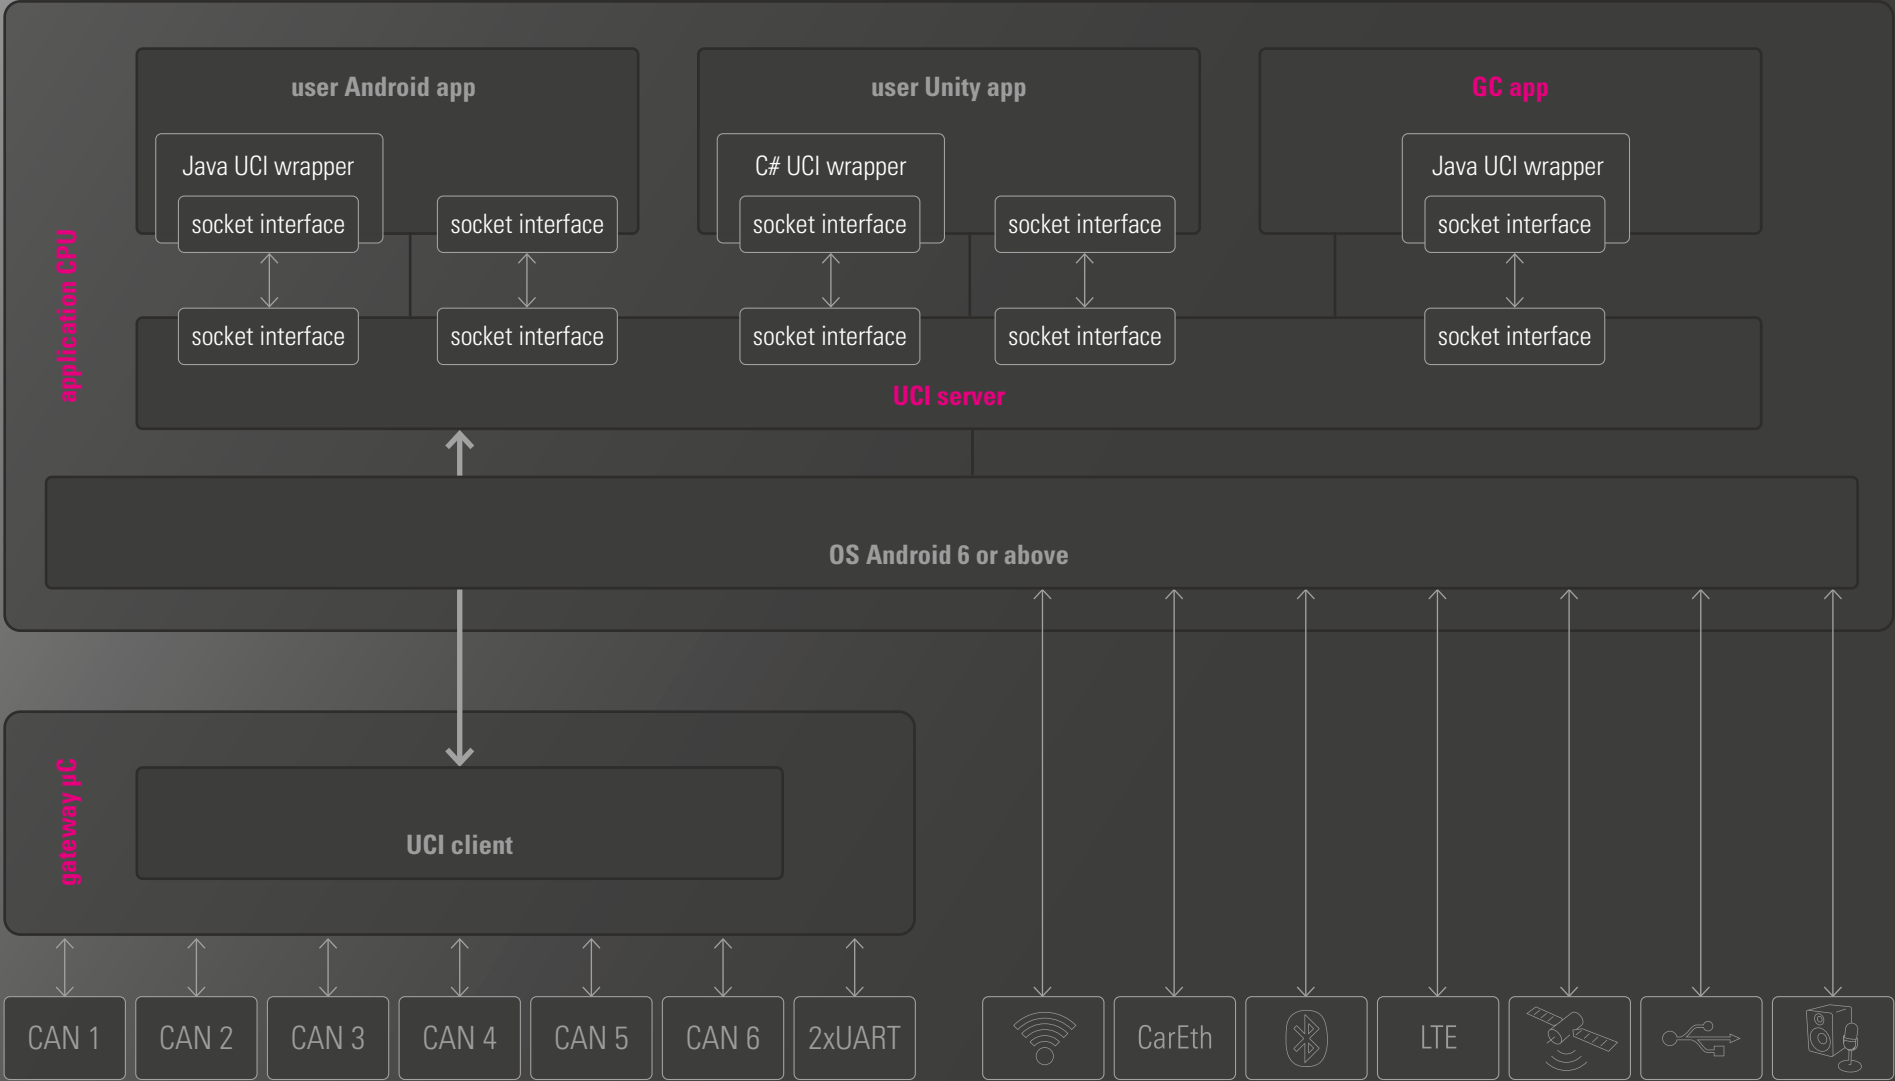 user Android app
user Unity app
GC app
Java UCI wrapper
C# UCI wrapper
Java UCI wrapper
socket interface
socket interface
socket interface
socket interface
socket interface
application CPU
socket interface
socket interface
socket interface
socket interface
socket interface
UCI server
OS Android 6 or above
gateway µC
UCI client
CAN 1
CAN 2
CAN 3
CAN 4
CAN 5
CAN 6
2xUART
CarEth
LTE